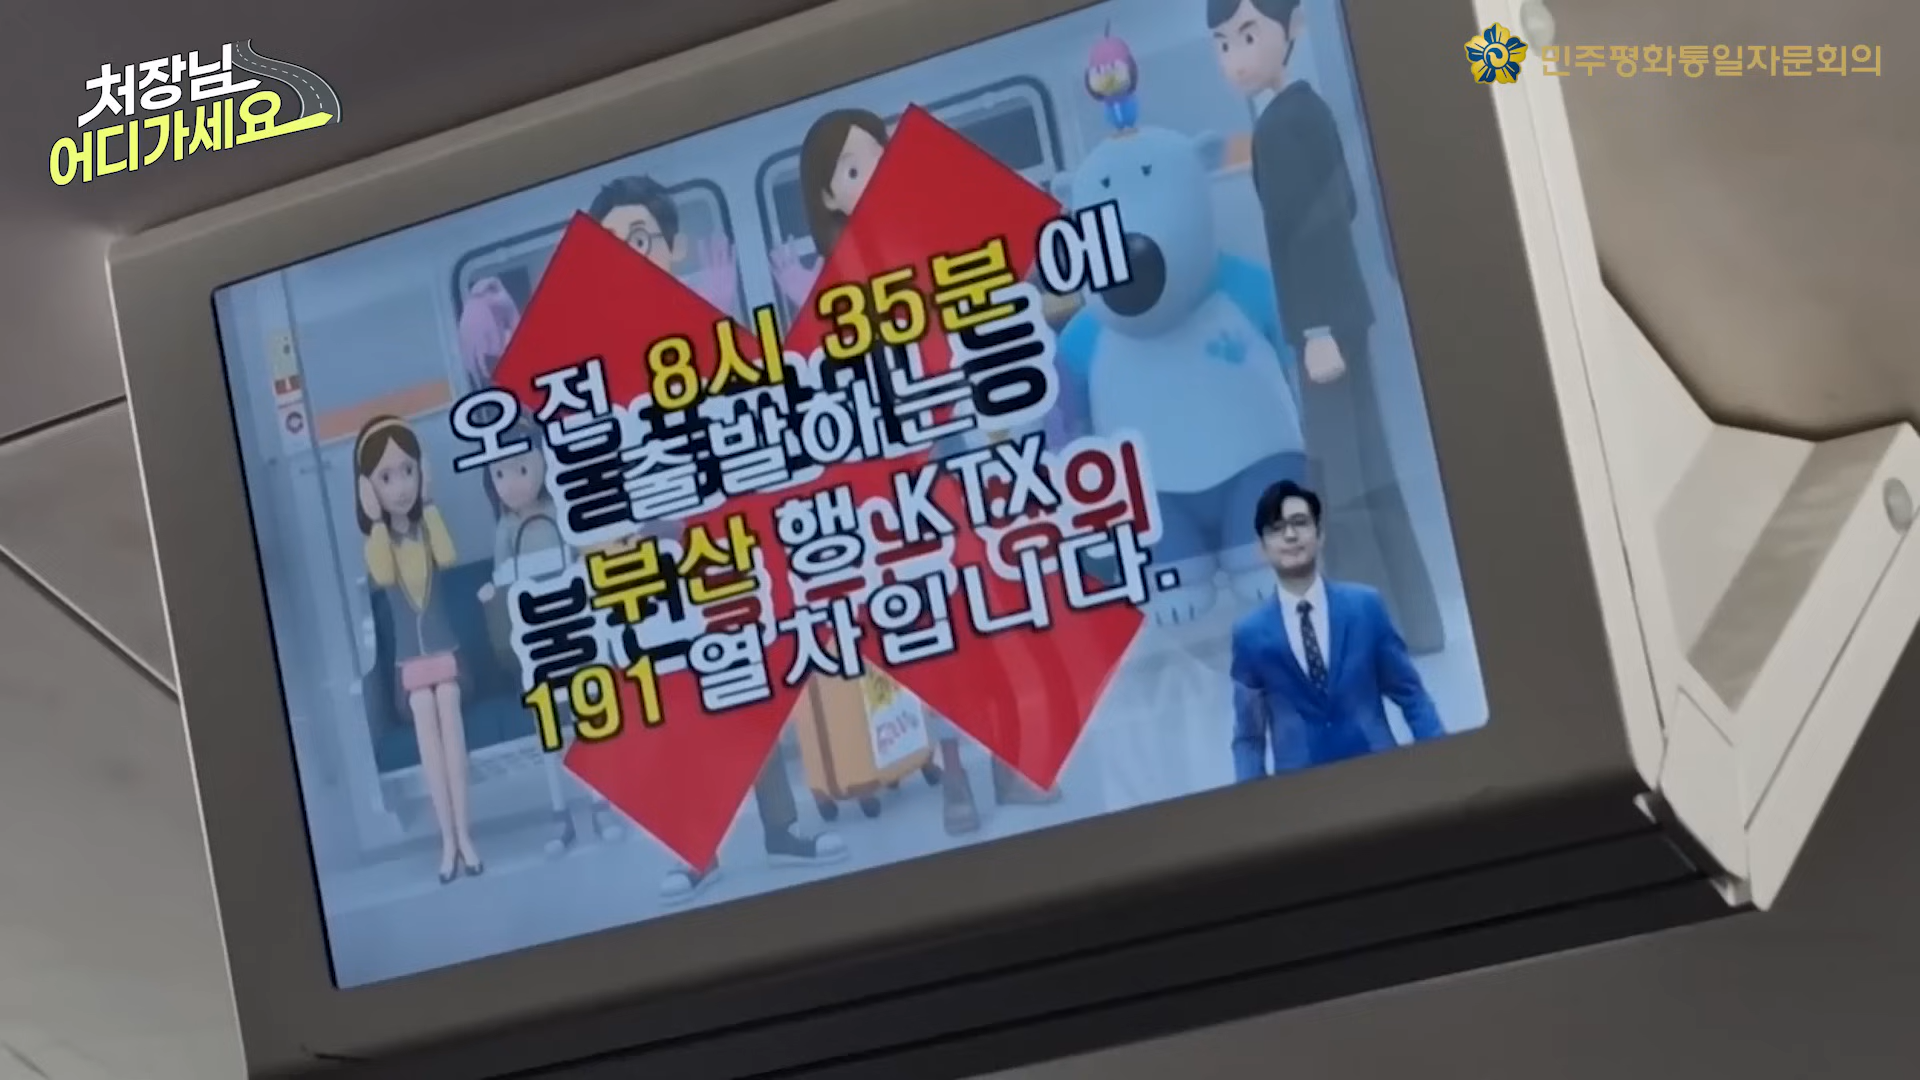 처장님
어디가세요
민주평화통일자문회의
오전 8시 35분에
출발하는
등
부산행 KTX
191 열차입니다.